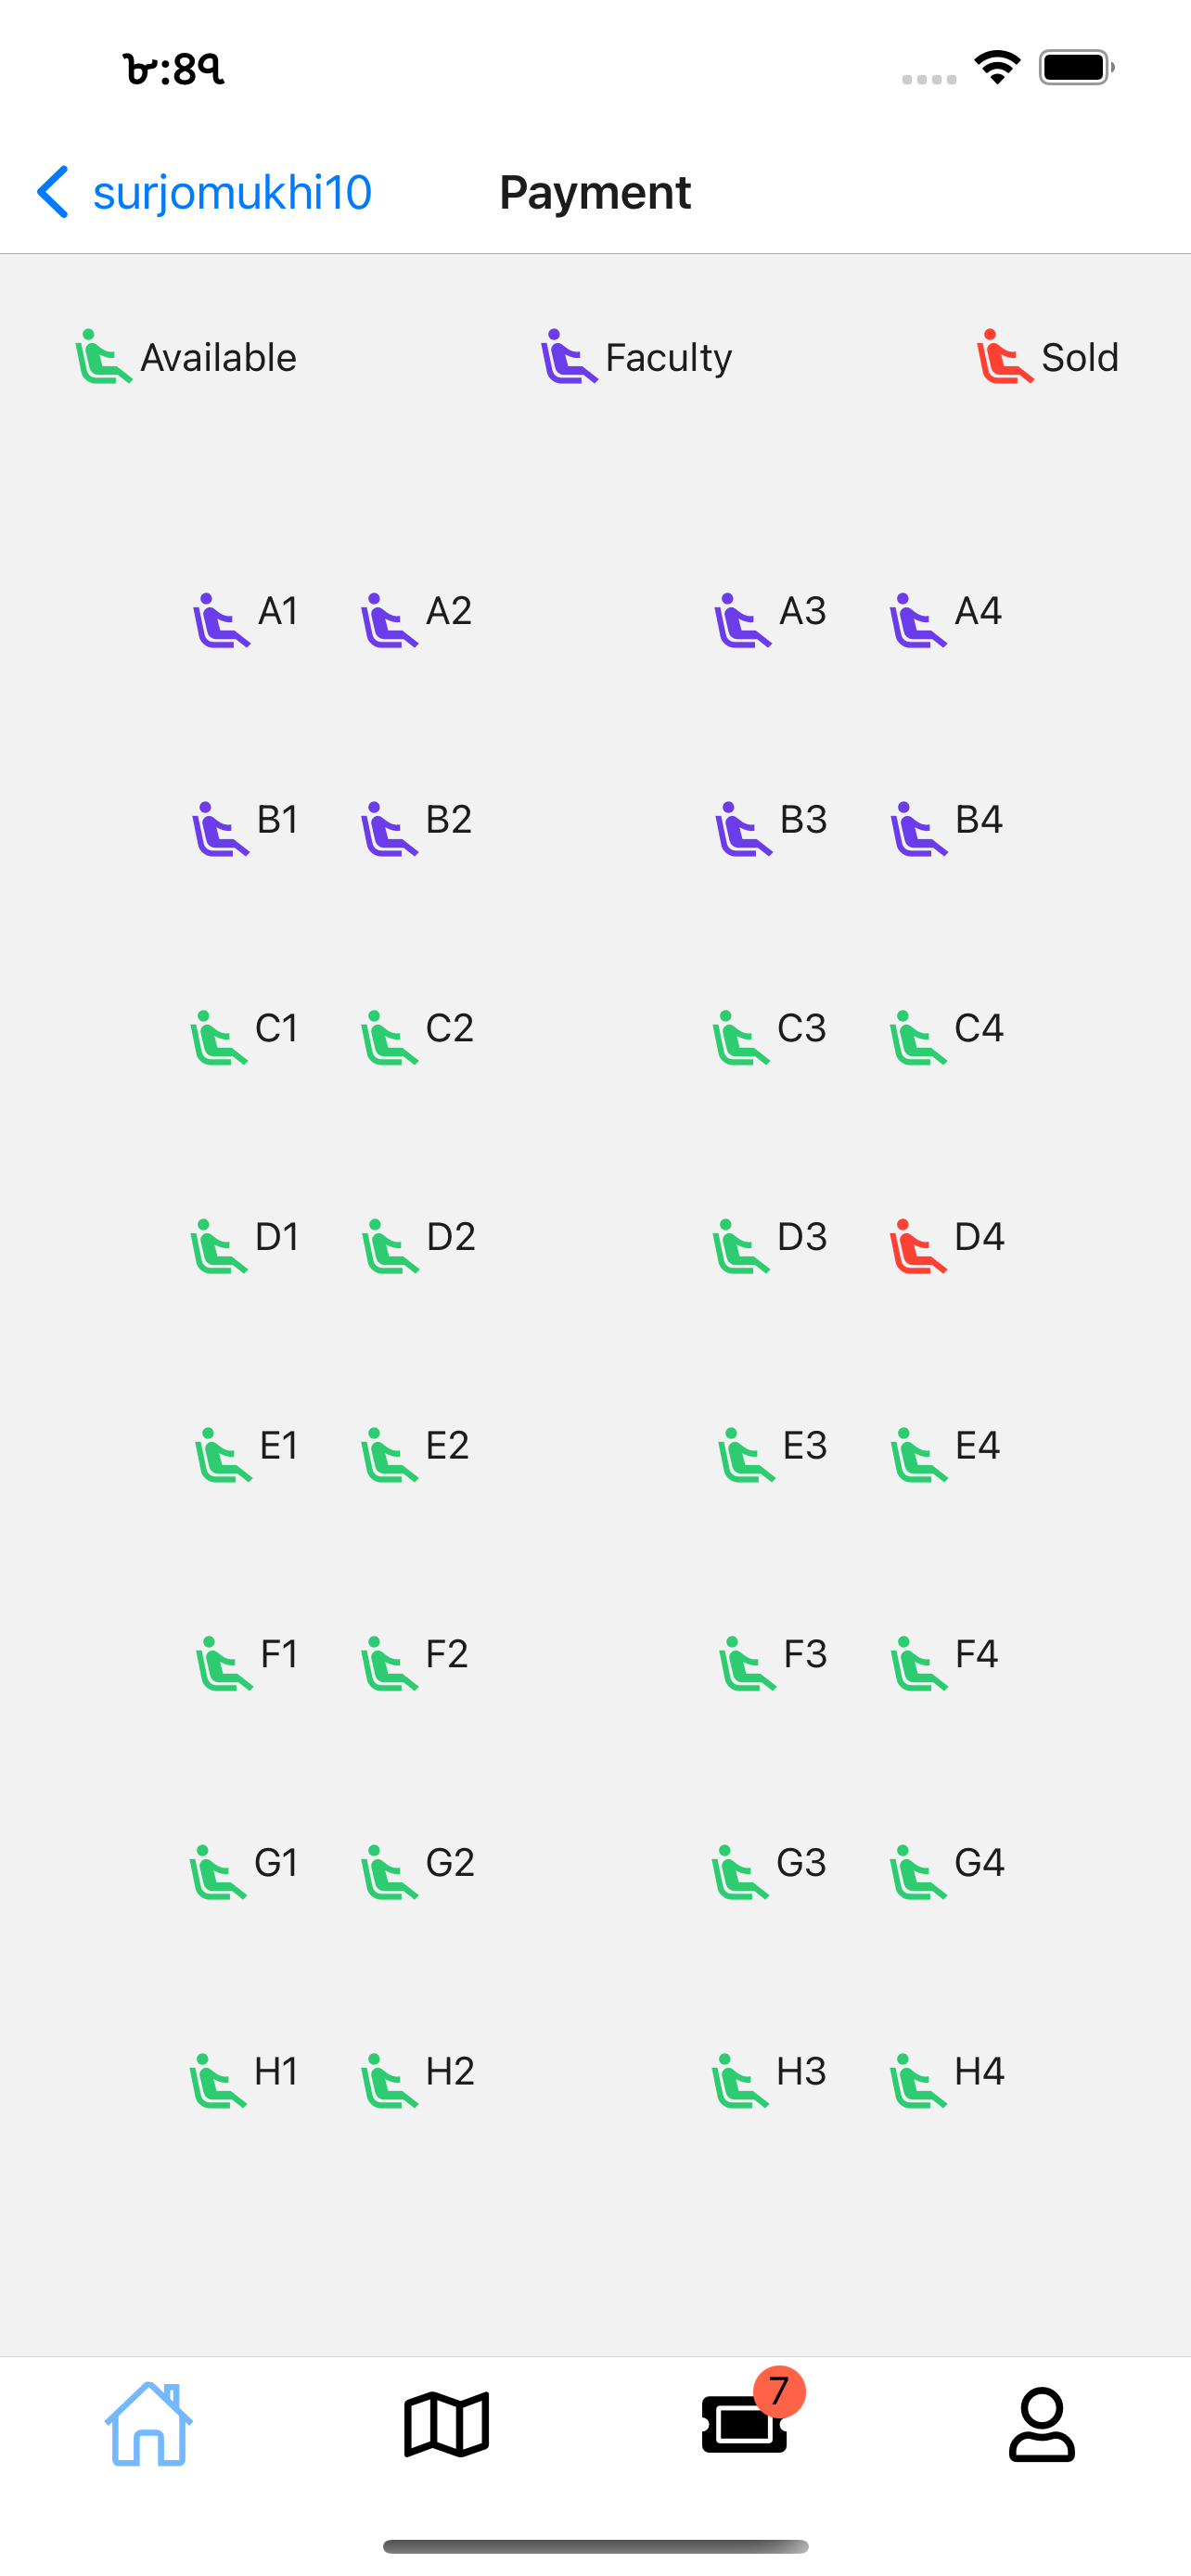 ৮:৪৭
surjomukhi10 Payment
Available Faculty Sold
A1 A2 A3 A4
B1 B2 B3 B4
C1 C2 C3 C4
D1 D2 D3 D4
E1 E2 E3 E4
F1 F2 F3 F4
G1 G2 G3 G4
H1 H2 H3 H4
7